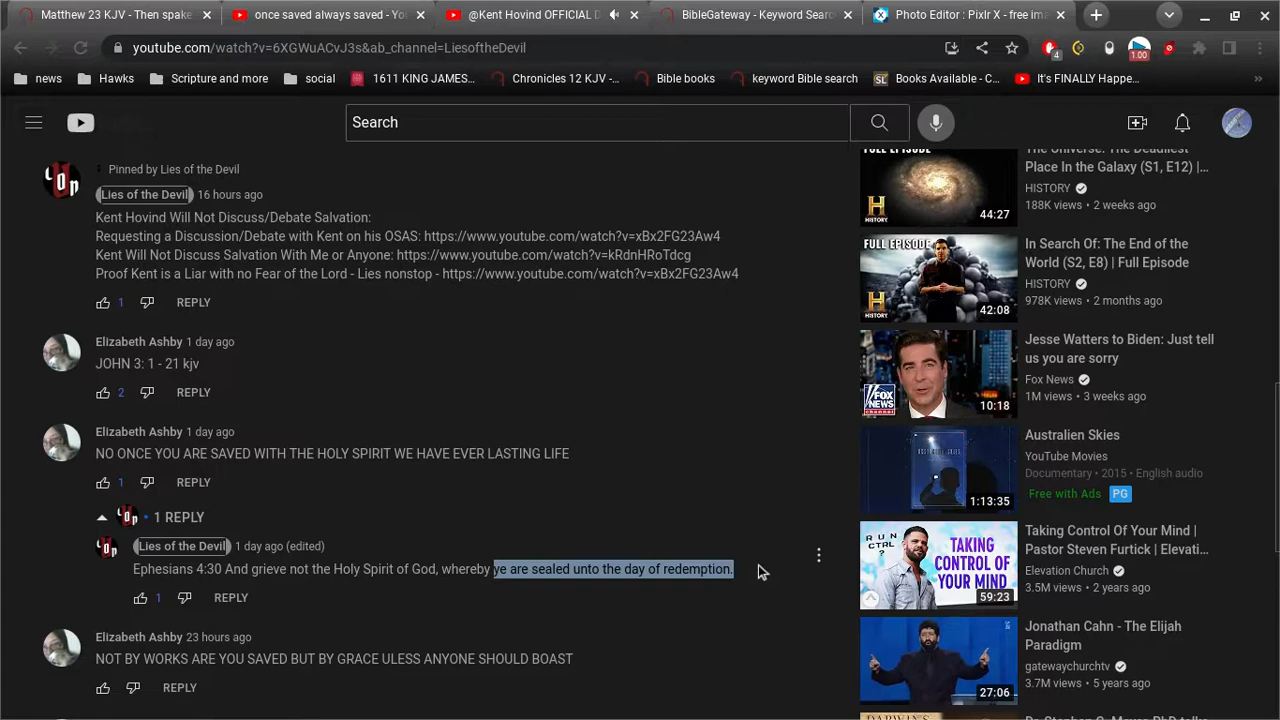 Matthew 23 KJV - Then spake
once saved always saved - Yo
@Kent Hovind OFFICIAL D
BibleGateway - Keyword Sear
Photo Editor : Pixlr X - free im
youtube.com/watch?v=6XGWuACvJ3s&ab_channel=LiesoftheDevil
4
1.00
news
Hawks
Scripture and more
social
1611 KING JAMES...
Chronicles 12 KJV -...
Bible books
keyword Bible search
SL
Books Available - C...
It's FINALLY Happe...
Search
Pinned by Lies of the Devil
Lies of the Devil 16 hours ago
Kent Hovind Will Not Discuss/Debate Salvation:
Requesting a Discussion/Debate with Kent on his OSAS: https://www.youtube.com/watch?v=xBx2FG23Aw4
Kent Will Not Discuss Salvation With Me or Anyone: https://www.youtube.com/watch?v=kRdnHRoTdcg
Proof Kent is a Liar with no Fear of the Lord - Lies nonstop - https://www.youtube.com/watch?v=xBx2FG23Aw4
1 REPLY
Elizabeth Ashby 1 day ago
JOHN 3: 1 - 21 kjv
2 REPLY
Elizabeth Ashby 1 day ago
NO ONCE YOU ARE SAVED WITH THE HOLY SPIRIT WE HAVE EVER LASTING LIFE
1 REPLY
1 REPLY
Lies of the Devil 1 day ago (edited)
Ephesians 4:30 And grieve not the Holy Spirit of God, whereby ye are sealed unto the day of redemption.
1 REPLY
Elizabeth Ashby 23 hours ago
NOT BY WORKS ARE YOU SAVED BUT BY GRACE ULESS ANYONE SHOULD BOAST
REPLY
FULL EPISODE
H
44:27
The Universe: The Deadliest
Place In the Galaxy (S1, E12) |...
HISTORY
188K views • 2 weeks ago
FULL EPISODE
H
42:08
In Search Of: The End of the
World (S2, E8) | Full Episode
HISTORY
978K views • 2 months ago
FOX
NEWS
channel
10:18
Jesse Watters to Biden: Just tell
us you are sorry
Fox News
1M views • 3 weeks ago
1:13:35
Australien Skies
YouTube Movies
Documentary • 2015 • English audio
Free with Ads PG
RUN
CTRL
?
TAKING
CONTROL
OF YOUR
MIND
59:23
Taking Control Of Your Mind |
Pastor Steven Furtick | Elevati...
Elevation Church
3.5M views • 2 years ago
27:06
Jonathan Cahn - The Elijah
Paradigm
gatewaychurchtv
3.7M views • 5 years ago